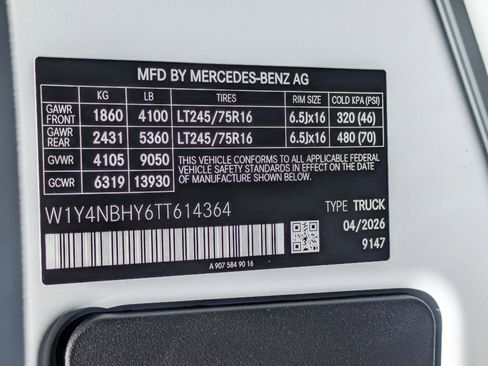 MFD BY MERCEDES-BENZ AG
KG LB TIRES RIM SIZE COLD KPA (PSI)
GAWR FRONT 1860 4100 LT245/75R16 6.5Jx16 320 (46)
GAWR REAR 2431 5360 LT245/75R16 6.5Jx16 480 (70)
GVWR 4105 9050 THIS VEHICLE CONFORMS TO ALL APPLICABLE FEDERAL
VEHICLE SAFETY STANDARDS IN EFFECT ON THE DATE
GCWR 6319 13930 OF MANUFACTURE SHOWN ABOVE.
W1Y4NBHY6TT614364 TYPE TRUCK
04/2026
9147
A 907 584 90 16